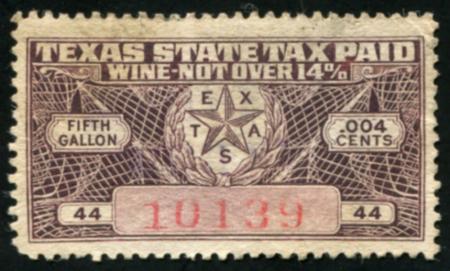 TEXAS STATE TAX PAID
WINE-NOT OVER 14%
FIFTH
GALLON
E X
T A
S
.004
CENTS
44
10139
44